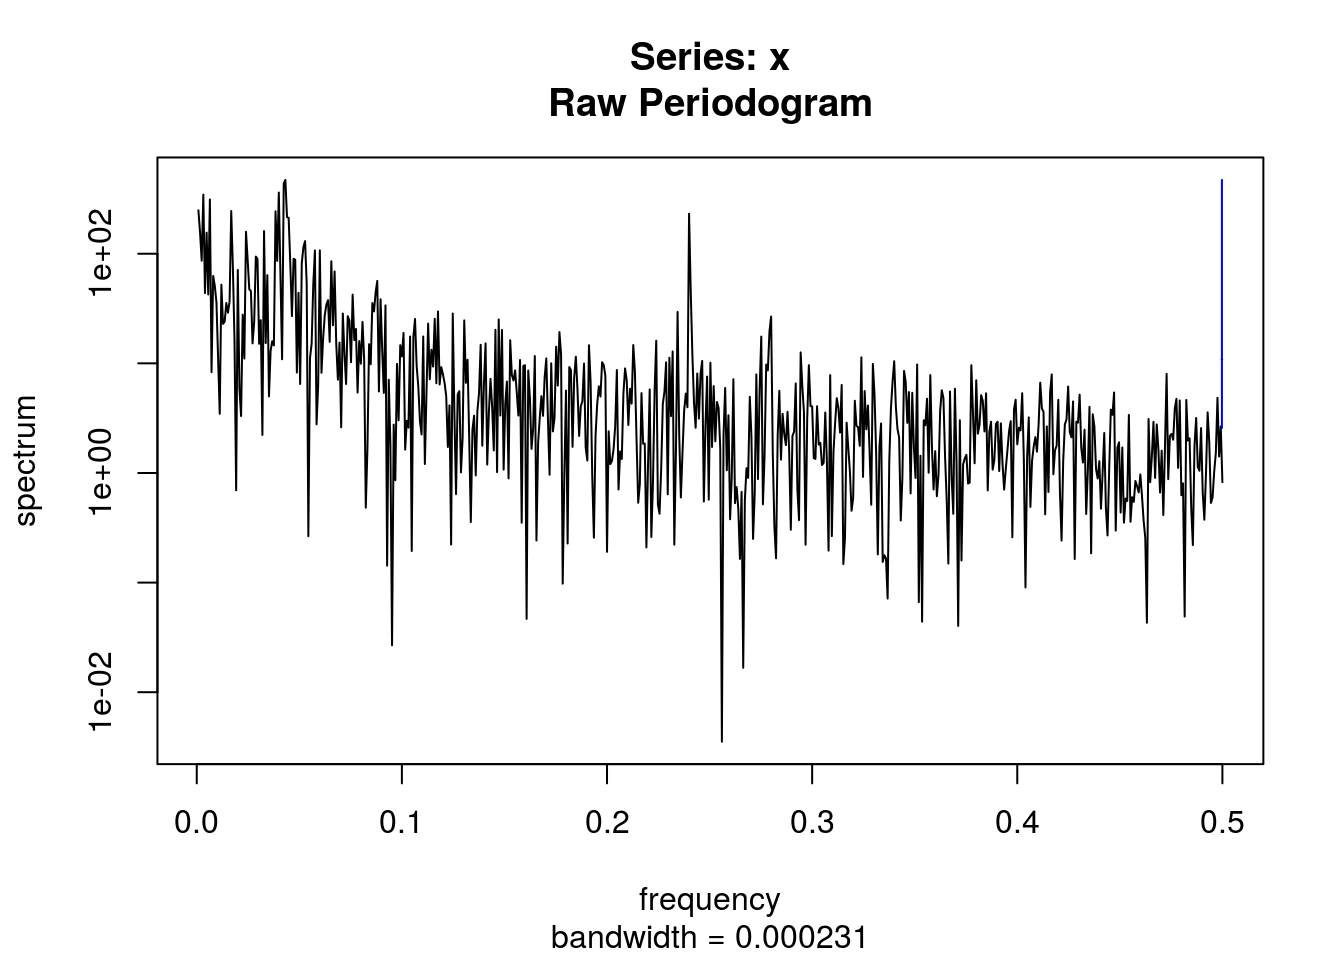 Series: x
Raw Periodogram
spectrum
1e+02
1e+00
1e-02
0.0 0.1 0.2 0.3 0.4 0.5
frequency
bandwidth = 0.000231